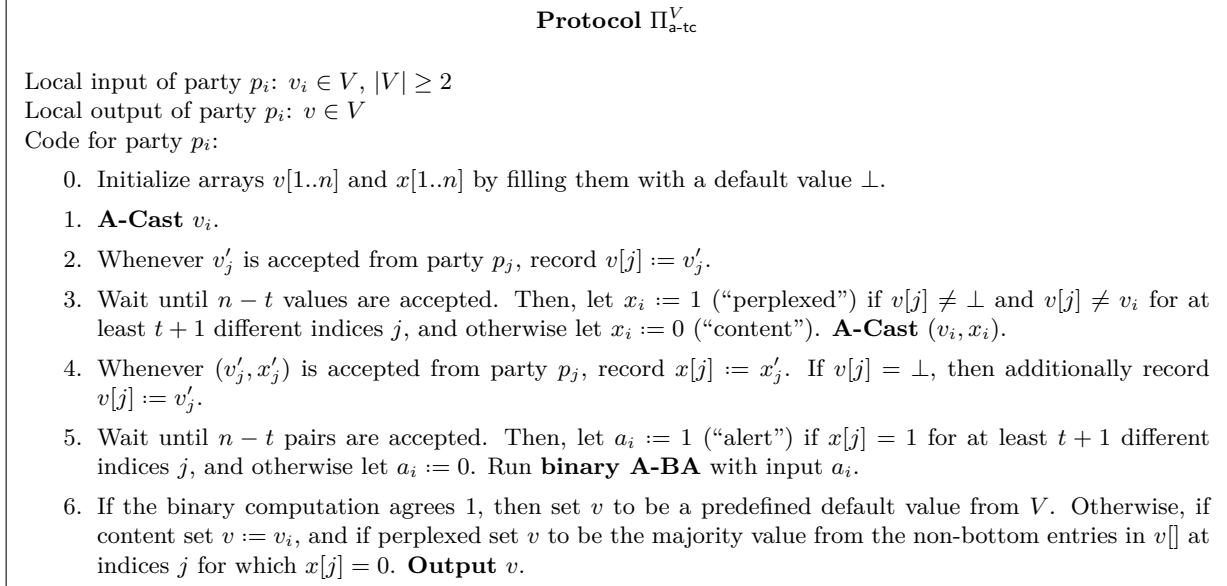 Protocol Π^V_{a-tc}
Local input of party p_i: v_i ∈ V, |V| ≥ 2
Local output of party p_i: v ∈ V
Code for party p_i:
0. Initialize arrays v[1..n] and x[1..n] by filling them with a default value ⊥.
1. A-Cast v_i.
2. Whenever v′_j is accepted from party p_j, record v[j] := v′_j.
3. Wait until n − t values are accepted. Then, let x_i := 1 (“perplexed”) if v[j] ≠ ⊥ and v[j] ≠ v_i for at
least t + 1 different indices j, and otherwise let x_i := 0 (“content”). A-Cast (v_i, x_i).
4. Whenever (v′_j, x′_j) is accepted from party p_j, record x[j] := x′_j. If v[j] = ⊥, then additionally record
v[j] := v′_j.
5. Wait until n − t pairs are accepted. Then, let a_i := 1 (“alert”) if x[j] = 1 for at least t + 1 different
indices j, and otherwise let a_i := 0. Run binary A-BA with input a_i.
6. If the binary computation agrees 1, then set v to be a predefined default value from V. Otherwise, if
content set v := v_i, and if perplexed set v to be the majority value from the non-bottom entries in v[] at
indices j for which x[j] = 0. Output v.